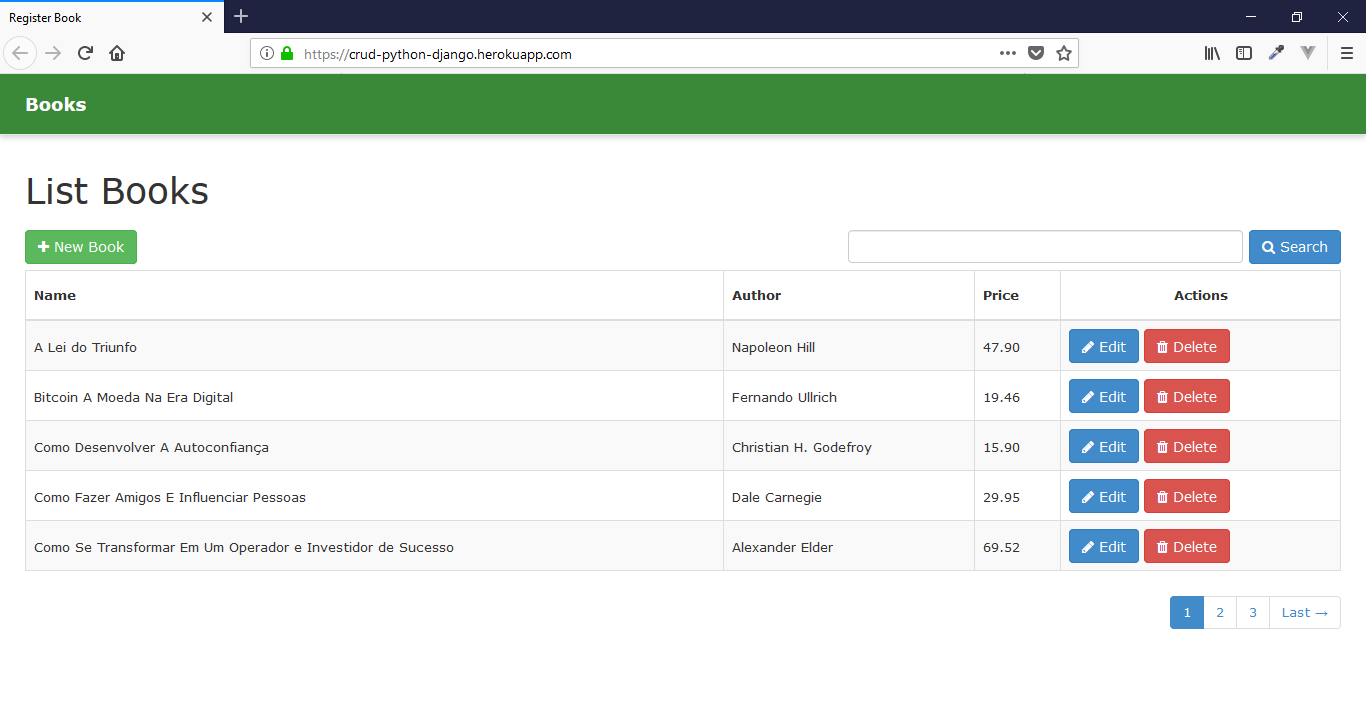 Register Book
https://crud-python-django.herokuapp.com
Books
List Books
New Book Search
Name Author Price Actions
A Lei do Triunfo Napoleon Hill 47.90 Edit Delete
Bitcoin A Moeda Na Era Digital Fernando Ullrich 19.46 Edit Delete
Como Desenvolver A Autoconfiança Christian H. Godefroy 15.90 Edit Delete
Como Fazer Amigos E Influenciar Pessoas Dale Carnegie 29.95 Edit Delete
Como Se Transformar Em Um Operador e Investidor de Sucesso Alexander Elder 69.52 Edit Delete
1 2 3 Last →